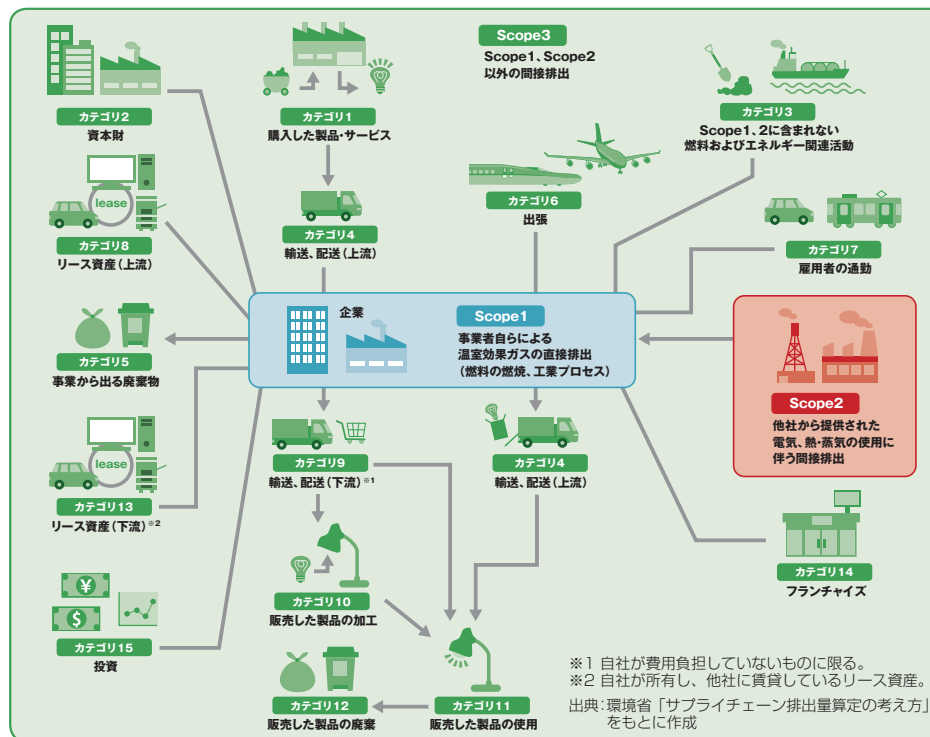 Scope3
Scope1、Scope2
以外の間接排出
カテゴリ2
資本財
カテゴリ1
購入した製品・サービス
カテゴリ3
Scope1、2に含まれない
燃料およびエネルギー関連活動
lease
カテゴリ8
リース資産(上流)
カテゴリ4
輸送、配送(上流)
カテゴリ6
出張
カテゴリ7
雇用者の通勤
カテゴリ5
事業から出る廃棄物
企業
Scope1
事業者自らによる
温室効果ガスの直接排出
(燃料の燃焼、工業プロセス)
Scope2
他社から提供された
電気、熱・蒸気の使用に
伴う間接排出
lease
カテゴリ13
リース資産(下流)※2
カテゴリ9
輸送、配送(下流)※1
カテゴリ4
輸送、配送(上流)
カテゴリ14
フランチャイズ
¥
$
カテゴリ15
投資
カテゴリ10
販売した製品の加工
カテゴリ12
販売した製品の廃棄
カテゴリ11
販売した製品の使用
※1 自社が費用負担していないものに限る。
※2 自社が所有し、他社に賃貸しているリース資産。
出典:環境省「サプライチェーン排出量算定の考え方」
をもとに作成